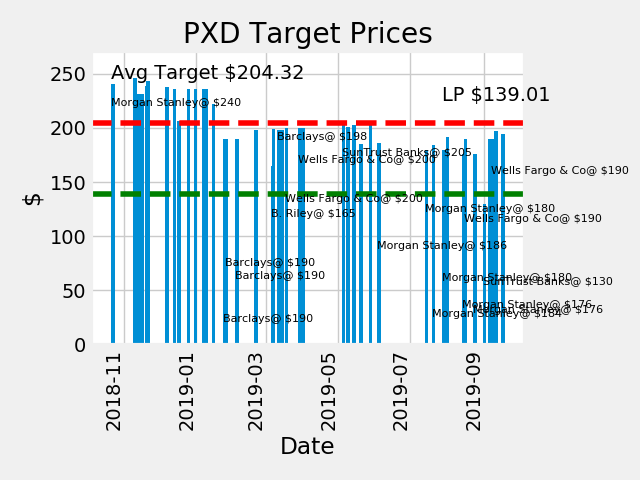 PXD Target Prices
Avg Target $204.32
LP $139.01
Morgan Stanley@ $240
Barclays@ $198
SunTrust Banks@ $205
Wells Fargo & Co@ $200
Wells Fargo & Co@ $190
Wells Fargo & Co@ $200
Morgan Stanley@ $180
B. Riley@ $165
Wells Fargo & Co@ $190
Morgan Stanley@ $186
Barclays@ $190
Barclays@ $190
Morgan Stanley@ $180
SunTrust Banks@ $130
Morgan Stanley@ $176
Morgan Stanley@ $176
Morgan Stanley@ $184
Barclays@ $190
$
250
200
150
100
50
0
2018-11
2019-01
2019-03
2019-05
2019-07
2019-09
Date